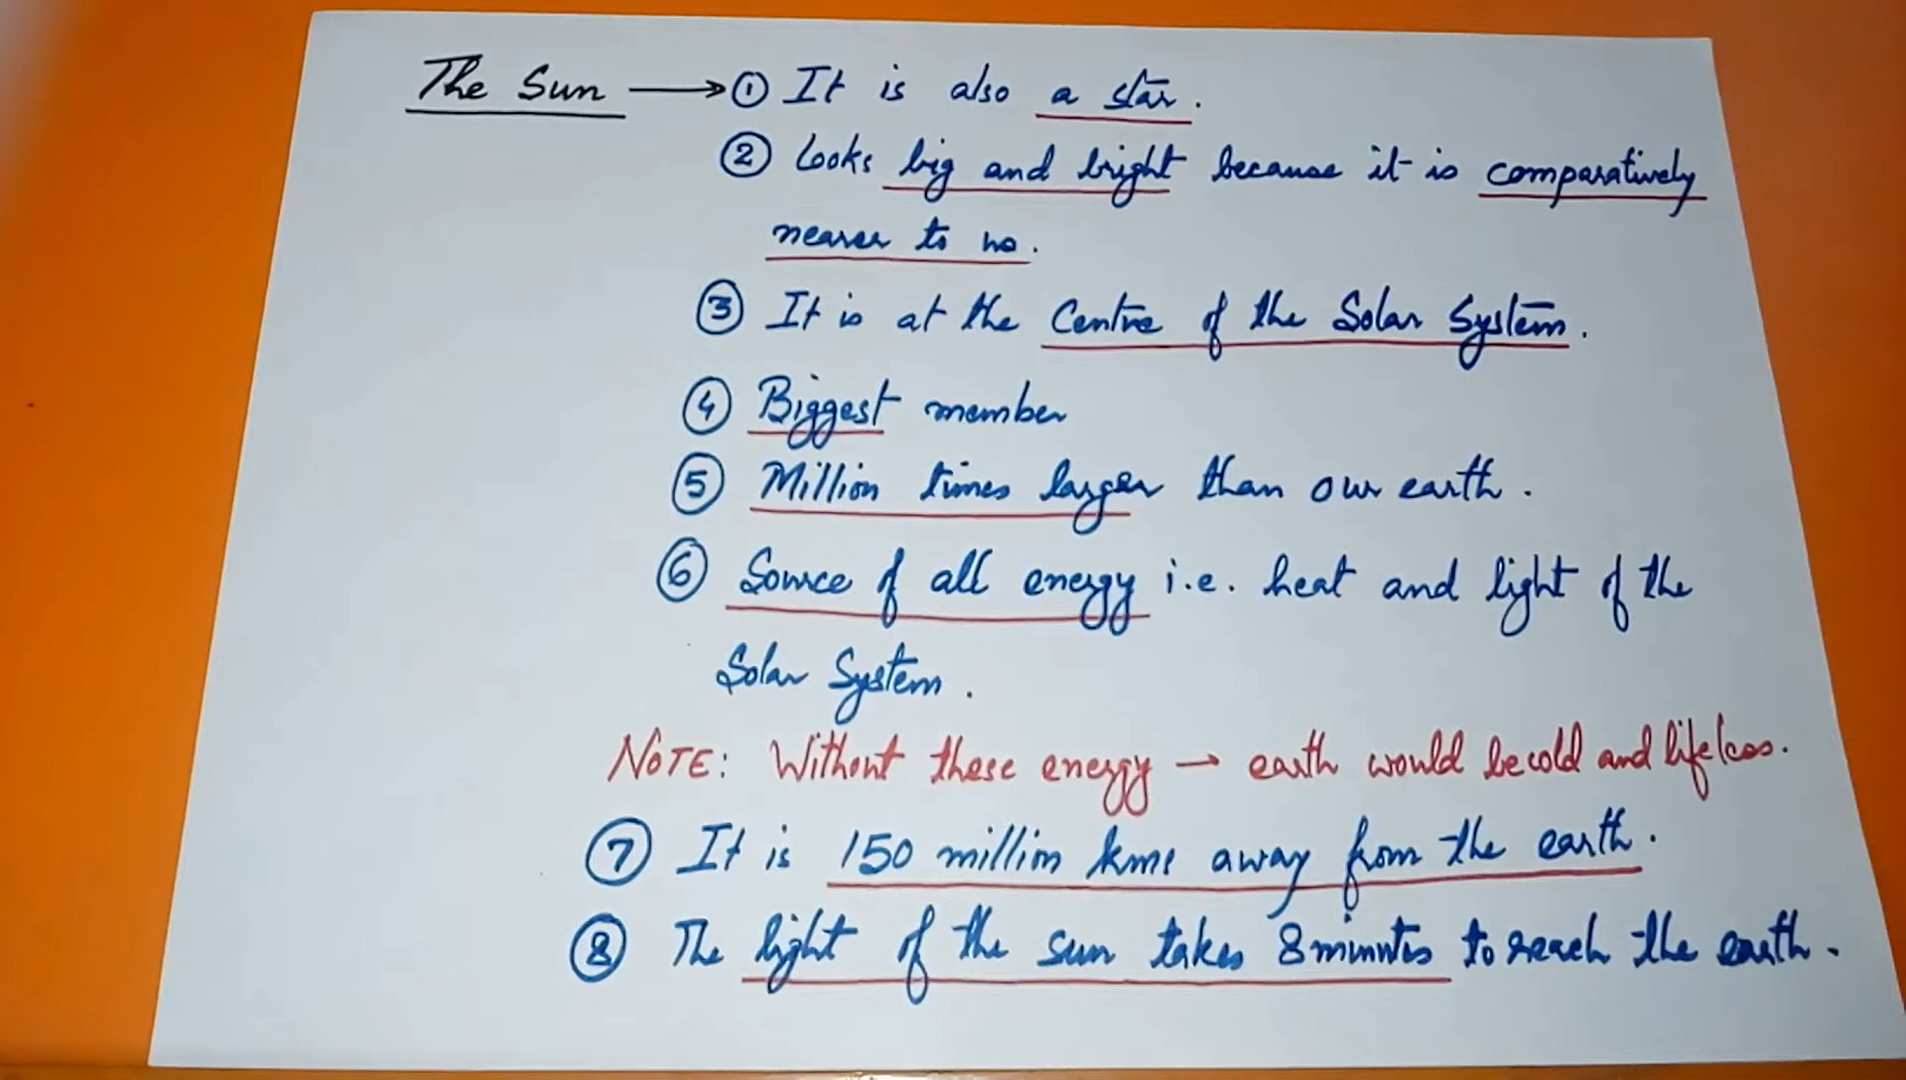 The Sun → ① It is also a star.
② Looks big and bright because it is comparatively
nearer to us.
③ It is at the Centre of the Solar System.
④ Biggest member
⑤ Million times larger than our earth.
⑥ Source of all energy i.e. heat and light of the
Solar System.
NOTE: Without these energy → earth would be cold and lifeless.
⑦ It is 150 million kms away from the earth.
⑧ The light of the sun takes 8 minutes to reach the earth.